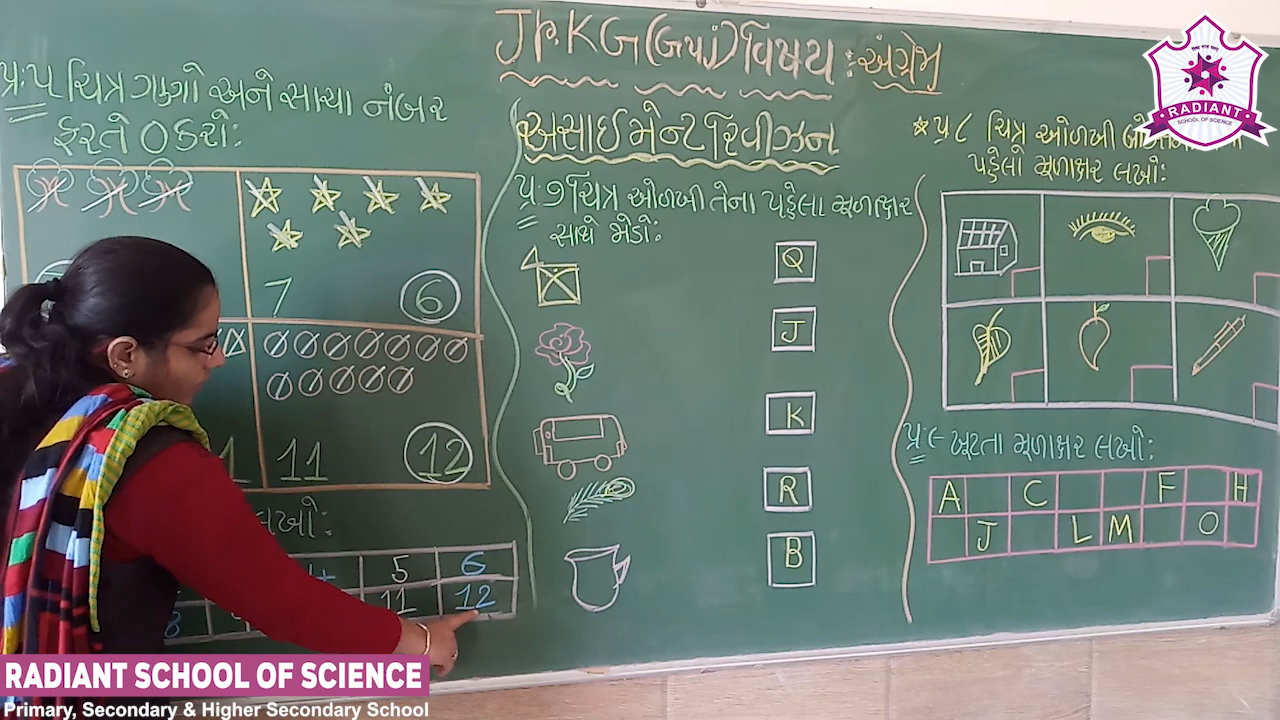 JR.KG (ગુજ) વિષય : અંગ્રેજી
અસાઈમેન્ટ રિવીઝન
પ્ર:૫ ચિત્ર ગણો અને સાચા નંબર
ફરતે O કરો:
7 6
11 12
લખો:
5 6
11 12
8
પ્ર:૭ ચિત્ર ઓળખી તેના પહેલા મૂળાક્ષર
સાથે જોડો:
Q
J
K
R
B
* પ્ર ૮ ચિત્ર ઓળખી
પહેલો મૂળાક્ષર લખો:
પ્ર:૯ ખૂટતા મૂળાક્ષર લખો:
A C F H
J L M O
RADIANT
SCHOOL OF SCIENCE
RADIANT SCHOOL OF SCIENCE
Primary, Secondary & Higher Secondary School